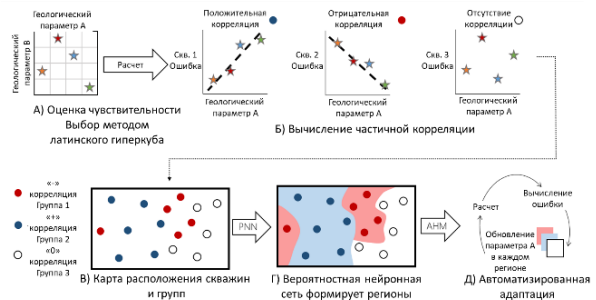 Геологический
параметр А
Геологический
параметр В
Расчет
А) Оценка чувствительности
Выбор методом
латинского гиперкуба
Положительная
корреляция
Скв. 1
Ошибка
Геологический
параметр А
Отрицательная
корреляция
Скв. 2
Ошибка
Геологический
параметр А
Отсутствие
корреляции
Скв. 3
Ошибка
Геологический
параметр А
Б) Вычисление частичной корреляции
«-»
корреляция
Группа 1
«+»
корреляция
Группа 2
«0»
корреляция
Группа 3
В) Карта расположения скважин
и групп
PNN
Г) Вероятностная нейронная
сеть формирует регионы
AHM
Вычисление
ошибки
Расчет
Обновление
параметра А
в каждом
регионе
Д) Автоматизированная
адаптация